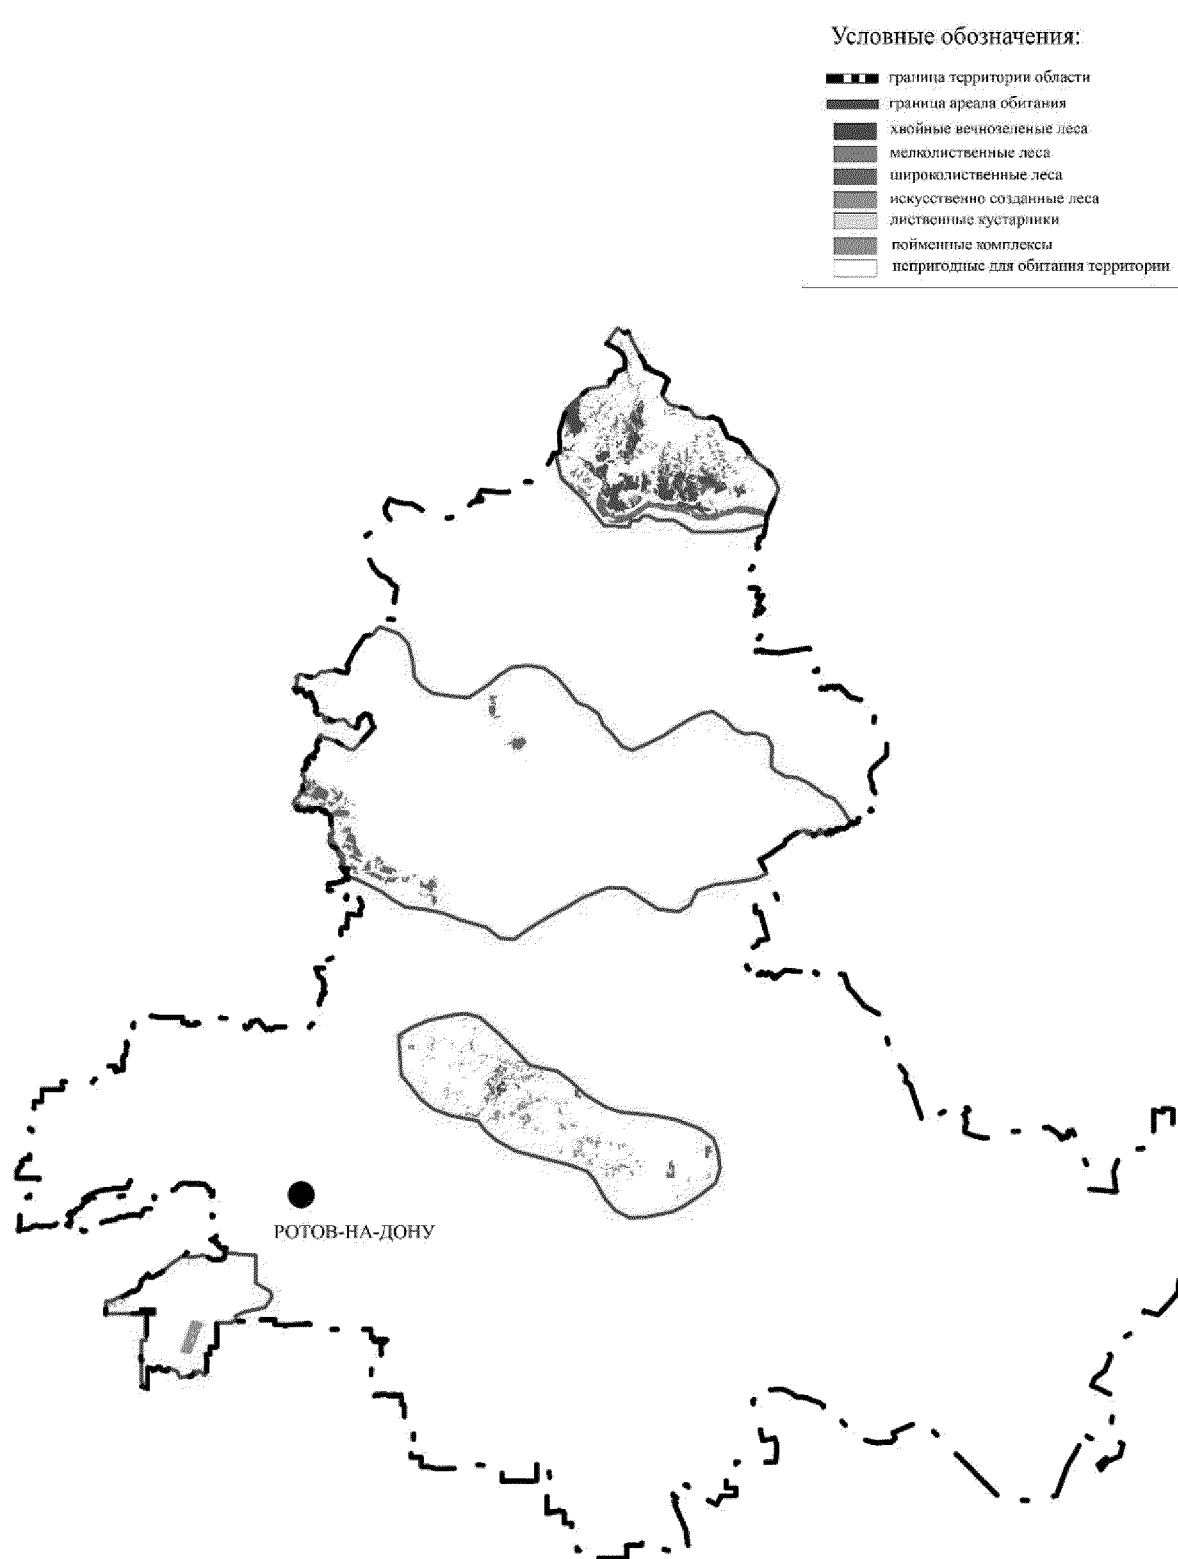 Условные обозначения:
граница территории области
граница ареала обитания
хвойные вечнозеленые леса
мелколиственные леса
широколиственные леса
искусственно созданные леса
лиственные кустарники
пойменные комплексы
непригодные для обитания территории
РОТОВ-НА-ДОНУ